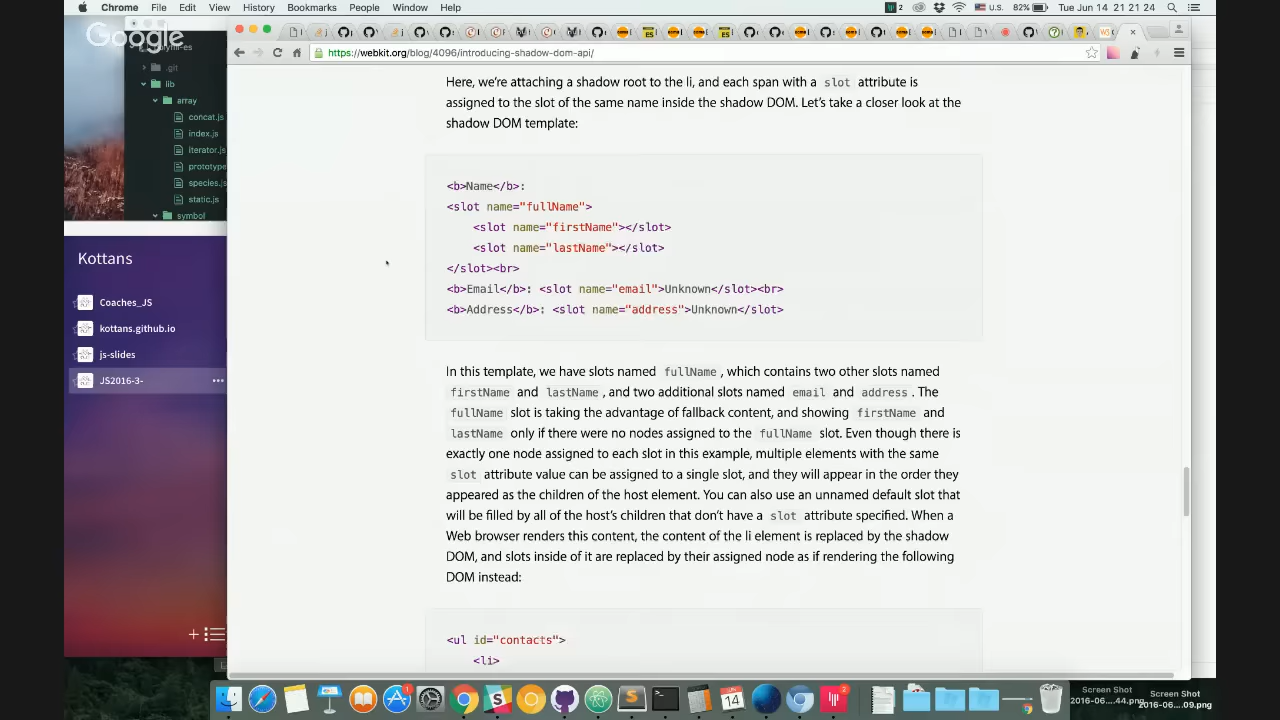 Chrome File Edit View History Bookmarks People Window Help
2 U.S. 82% Tue Jun 14 21 21 24
Google
https://webkit.org/blog/4096/introducing-shadow-dom-api/
.git
lib
array
concat.js
index.js
iterator.js
prototype
species.js
static.js
symbol
Kottans
Coaches_JS
kottans.github.io
js-slides
JS2016-3-
Here, we’re attaching a shadow root to the li, and each span with a slot attribute is
assigned to the slot of the same name inside the shadow DOM. Let’s take a closer look at the
shadow DOM template:
<b>Name</b>:
<slot name="fullName">
<slot name="firstName"></slot>
<slot name="lastName"></slot>
</slot><br>
<b>Email</b>: <slot name="email">Unknown</slot><br>
<b>Address</b>: <slot name="address">Unknown</slot>
In this template, we have slots named fullName , which contains two other slots named
firstName and lastName , and two additional slots named email and address . The
fullName slot is taking the advantage of fallback content, and showing firstName and
lastName only if there were no nodes assigned to the fullName slot. Even though there is
exactly one node assigned to each slot in this example, multiple elements with the same
slot attribute value can be assigned to a single slot, and they will appear in the order they
appeared as the children of the host element. You can also use an unnamed default slot that
will be filled by all of the host’s children that don’t have a slot attribute specified. When a
Web browser renders this content, the content of the li element is replaced by the shadow
DOM, and slots inside of it are replaced by their assigned node as if rendering the following
DOM instead:
<ul id="contacts">
<li>
Screen Shot
2016-06....44.png
Screen Shot
2016-06....09.png